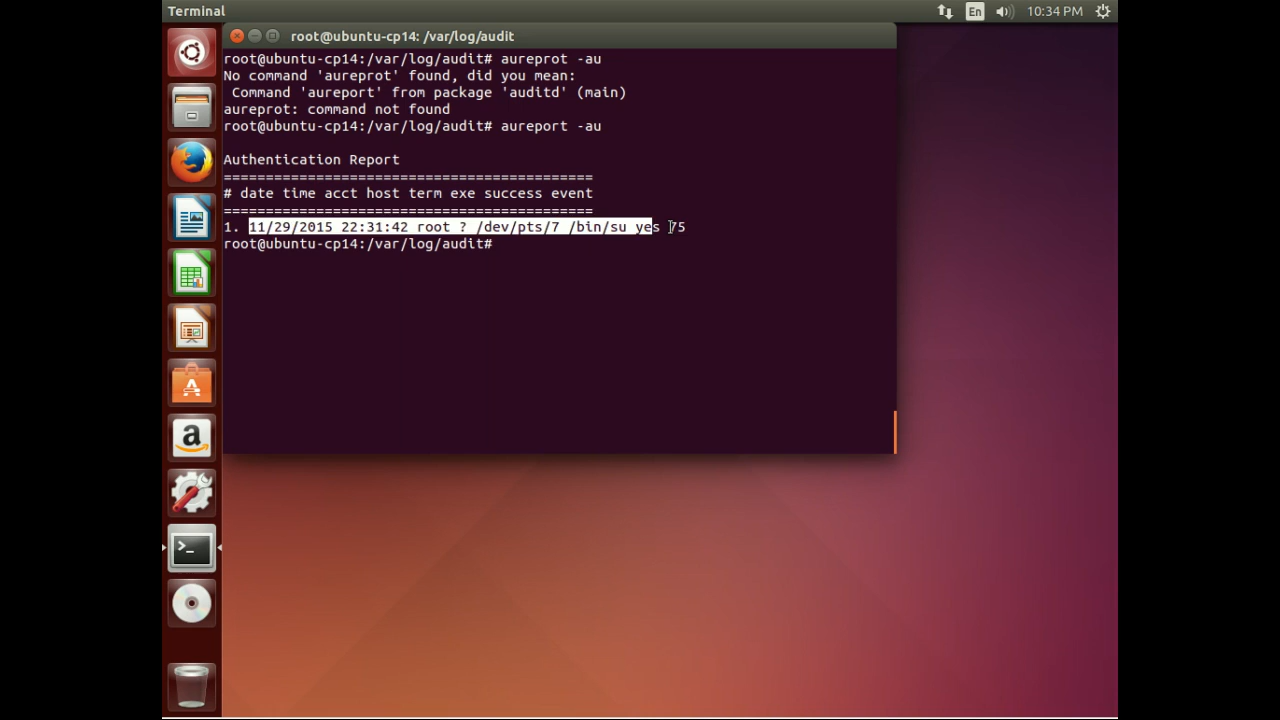 Terminal
En
10:34 PM
root@ubuntu-cp14: /var/log/audit
root@ubuntu-cp14:/var/log/audit# aureprot -au
No command 'aureprot' found, did you mean:
 Command 'aureport' from package 'auditd' (main)
aureprot: command not found
root@ubuntu-cp14:/var/log/audit# aureport -au
Authentication Report
============================================
# date time acct host term exe success event
============================================
1. 11/29/2015 22:31:42 root ? /dev/pts/7 /bin/su yes 75
root@ubuntu-cp14:/var/log/audit#